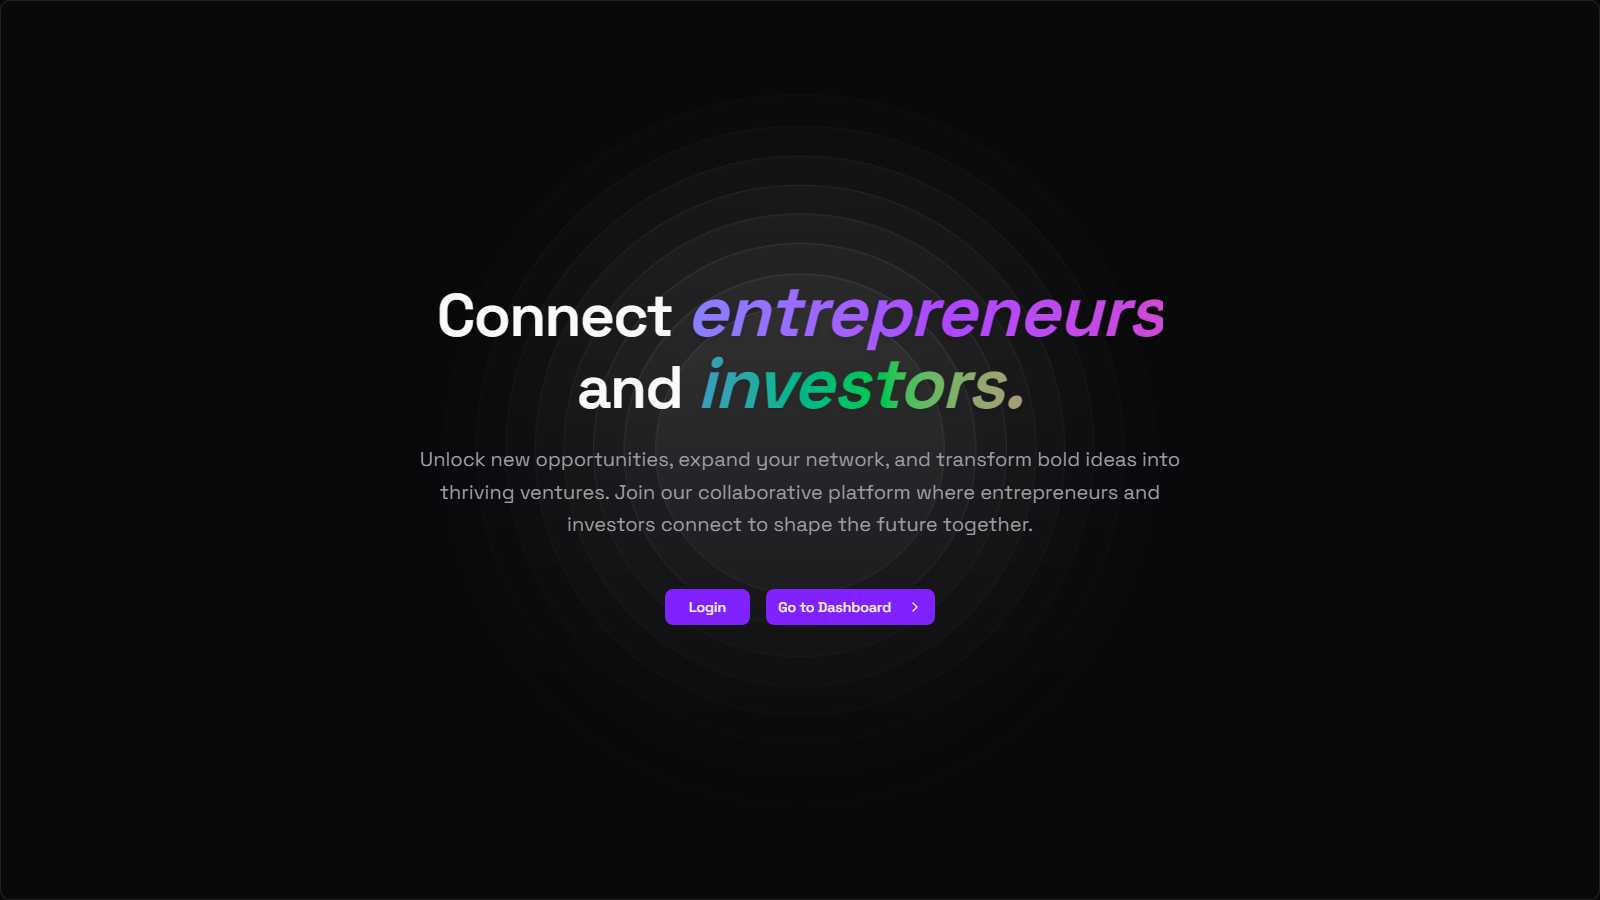 Connect entrepreneurs
and investors.
Unlock new opportunities, expand your network, and transform bold ideas into
thriving ventures. Join our collaborative platform where entrepreneurs and
investors connect to shape the future together.
Login
Go to Dashboard